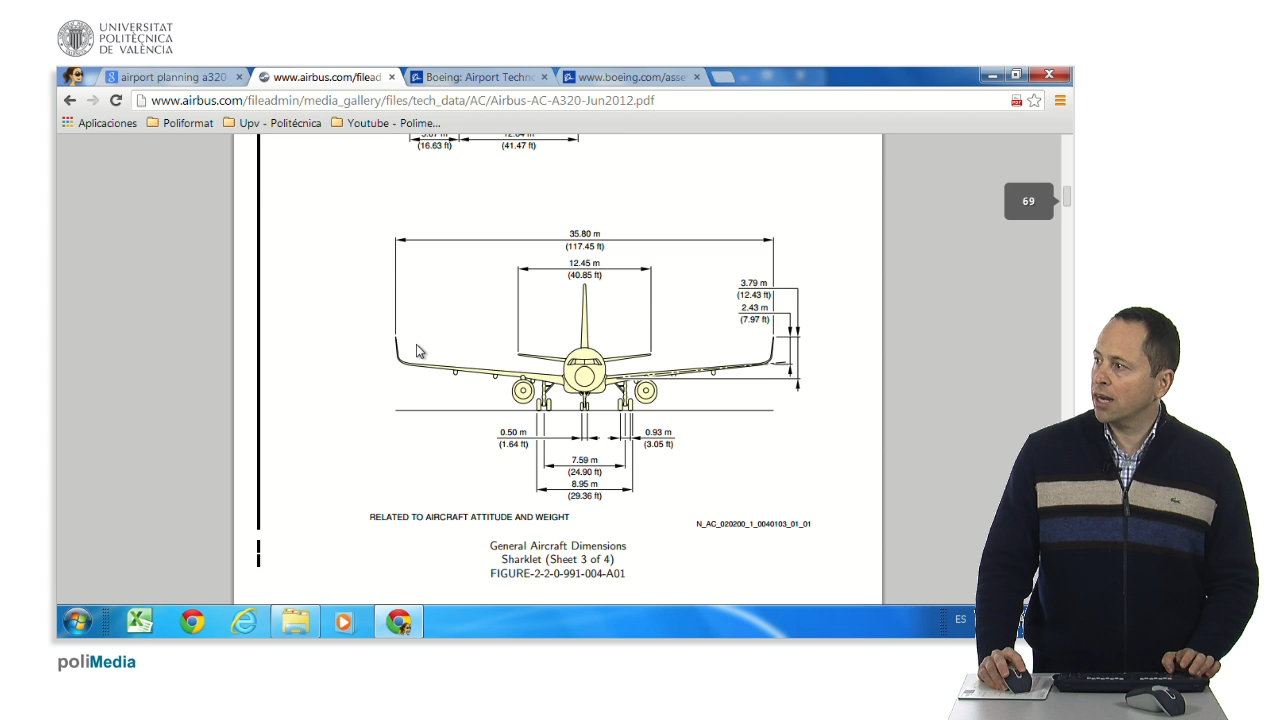 UNIVERSITAT
POLITÈCNICA
DE VALÈNCIA
airport planning a320
www.airbus.com/filead
Boeing: Airport Techno
www.boeing.com/asse
www.airbus.com/fileadmin/media_gallery/files/tech_data/AC/Airbus-AC-A320-Jun2012.pdf
Aplicaciones
Poliformat
Upv - Politécnica
Youtube - Polime...
(16.63 ft)
(41.47 ft)
69
35.80 m
(117.45 ft)
12.45 m
(40.85 ft)
3.79 m
(12.43 m)
2.43 m
(7.97 m)
0.50 m
(1.64 ft)
0.93 m
(3.05 ft)
7.59 m
(24.90 ft)
8.95 m
(29.36 ft)
RELATED TO AIRCRAFT ATTITUDE AND WEIGHT
N_AC_020200_1_0040103_01_01
General Aircraft Dimensions
Sharklet (Sheet 3 of 4)
FIGURE-2-2-0-991-004-A01
ES
poliMedia